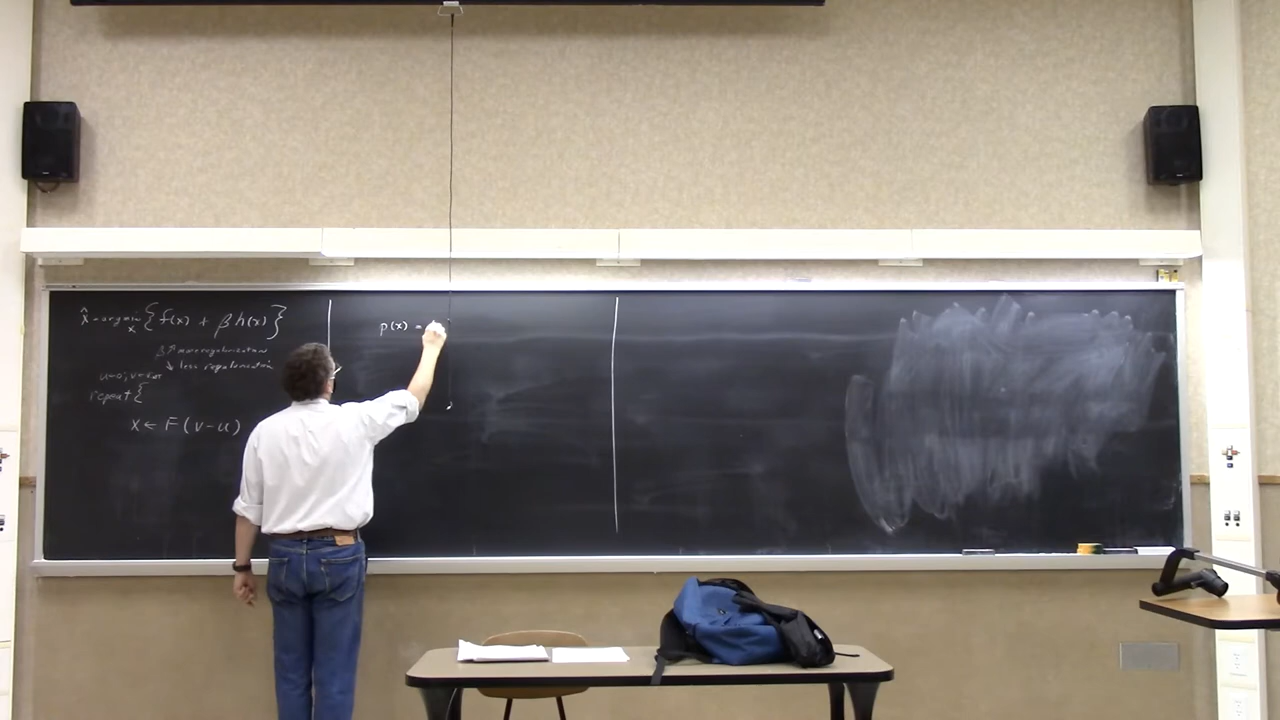 x̂ = argmin {f(x) + β h(x)}
x
β↑ more regularization
↓ less regularization
u←0; v←
repeat {
x ← F(v-u)
p(x) =